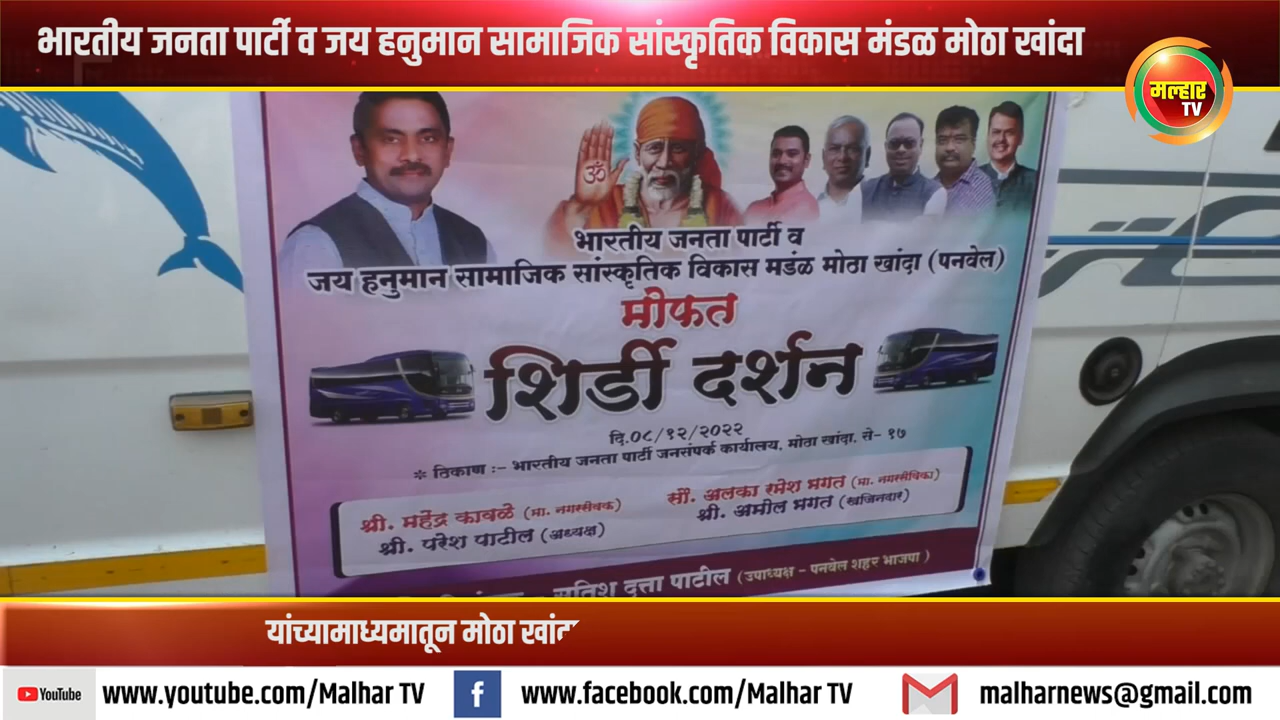 भारतीय जनता पार्टी व जय हनुमान सामाजिक सांस्कृतिक विकास मंडळ मोठा खांदा
मल्हार
TV
ॐ
भारतीय जनता पार्टी व
जय हनुमान सामाजिक सांस्कृतिक विकास मडंळ मोठा खांदा (पनवेल)
मोफत
शिर्डी दर्शन
दि.०८/१२/२०२२
* ठिकाण :- भारतीय जनता पार्टी जनसंपर्क कार्यालय, मोठा खांदा, से- १७
श्री. महेंद्र कावळे (मा. नगरसेवक)
सौ. अलका रमेश भगत (मा. नगरसेविका)
श्री. परेश पाटील (अध्यक्ष)
श्री. अमोल भगत (खजिनदार)
- सतिश दत्ता पाटील (उपाध्यक्ष - पनवेल शहर भाजपा )
यांच्यामाध्यमातून मोठा खांदा
YouTube www.youtube.com/Malhar TV
f www.facebook.com/Malhar TV
malharnews@gmail.com